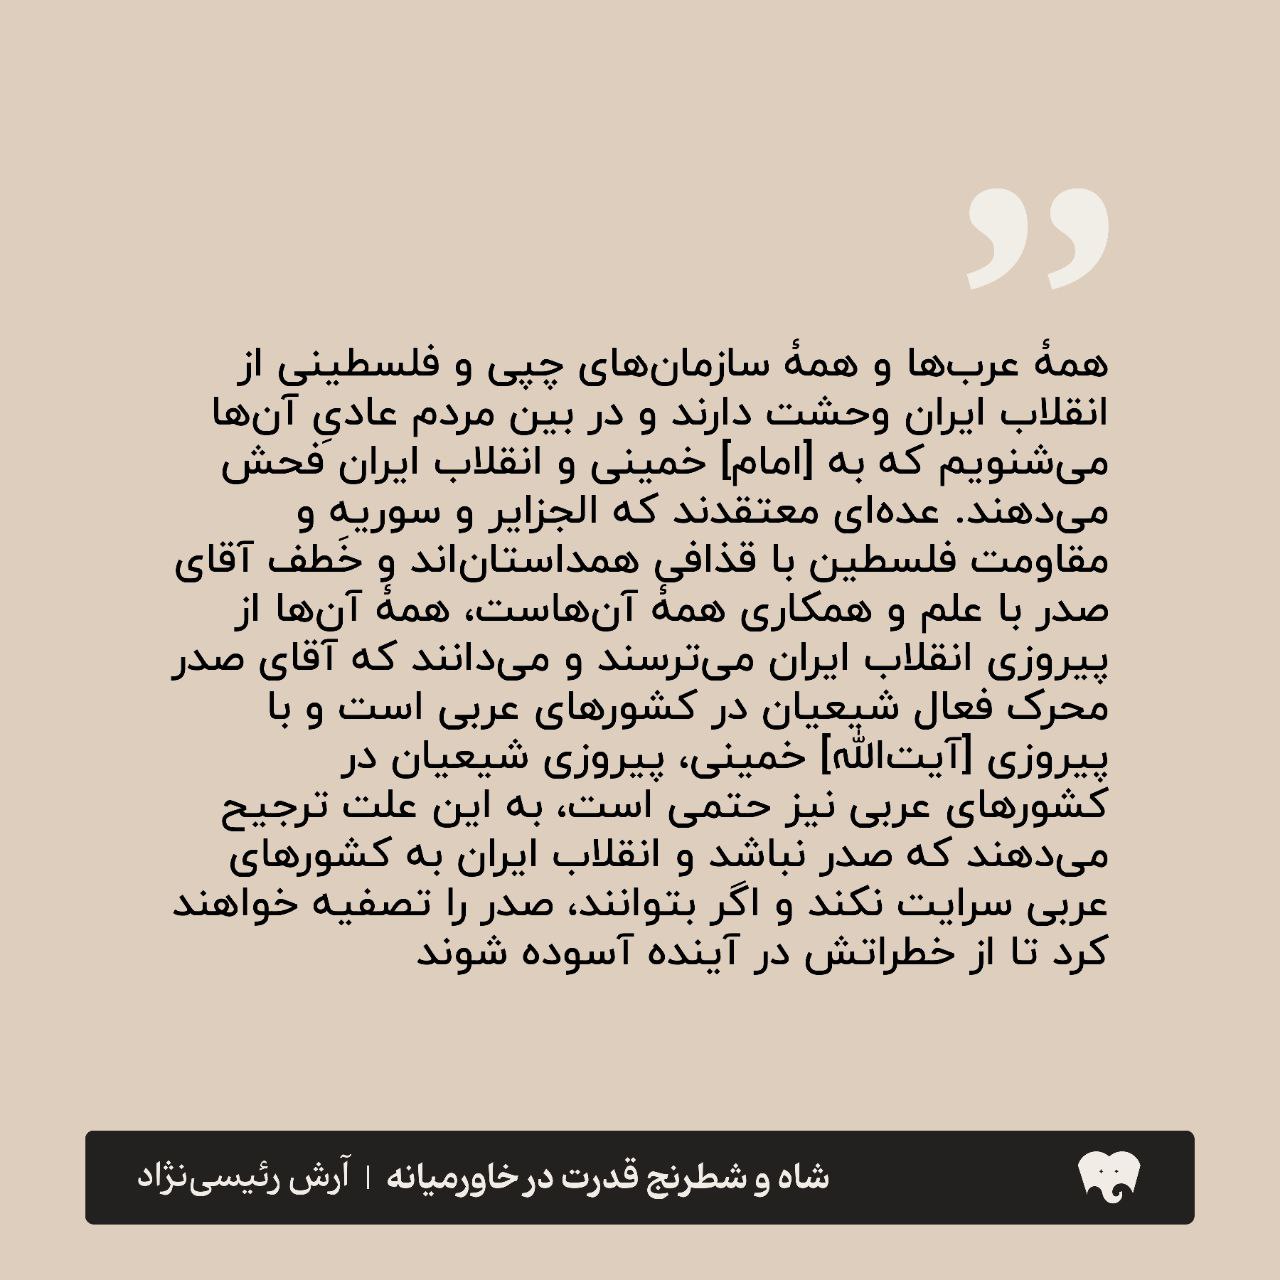 ”
همهٔ عرب‌ها و همهٔ سازمان‌های چپی و فلسطینی از
انقلاب ایران وحشت دارند و در بین مردم عادیِ آن‌ها
می‌شنویم که به [امام] خمینی و انقلاب ایران فحش
می‌دهند. عده‌ای معتقدند که الجزایر و سوریه و
مقاومت فلسطین با قذافی همداستان‌اند و خَطف آقای
صدر با علم و همکاری همهٔ آن‌هاست، همهٔ آن‌ها از
پیروزی انقلاب ایران می‌ترسند و می‌دانند که آقای صدر
محرک فعال شیعیان در کشورهای عربی است و با
پیروزی [آیت‌الله] خمینی، پیروزی شیعیان در
کشورهای عربی نیز حتمی است، به این علت ترجیح
می‌دهند که صدر نباشد و انقلاب ایران به کشورهای
عربی سرایت نکند و اگر بتوانند، صدر را تصفیه خواهند
کرد تا از خطراتش در آینده آسوده شوند
شاه و شطرنج قدرت در خاورمیانه | آرش رئیسی‌نژاد